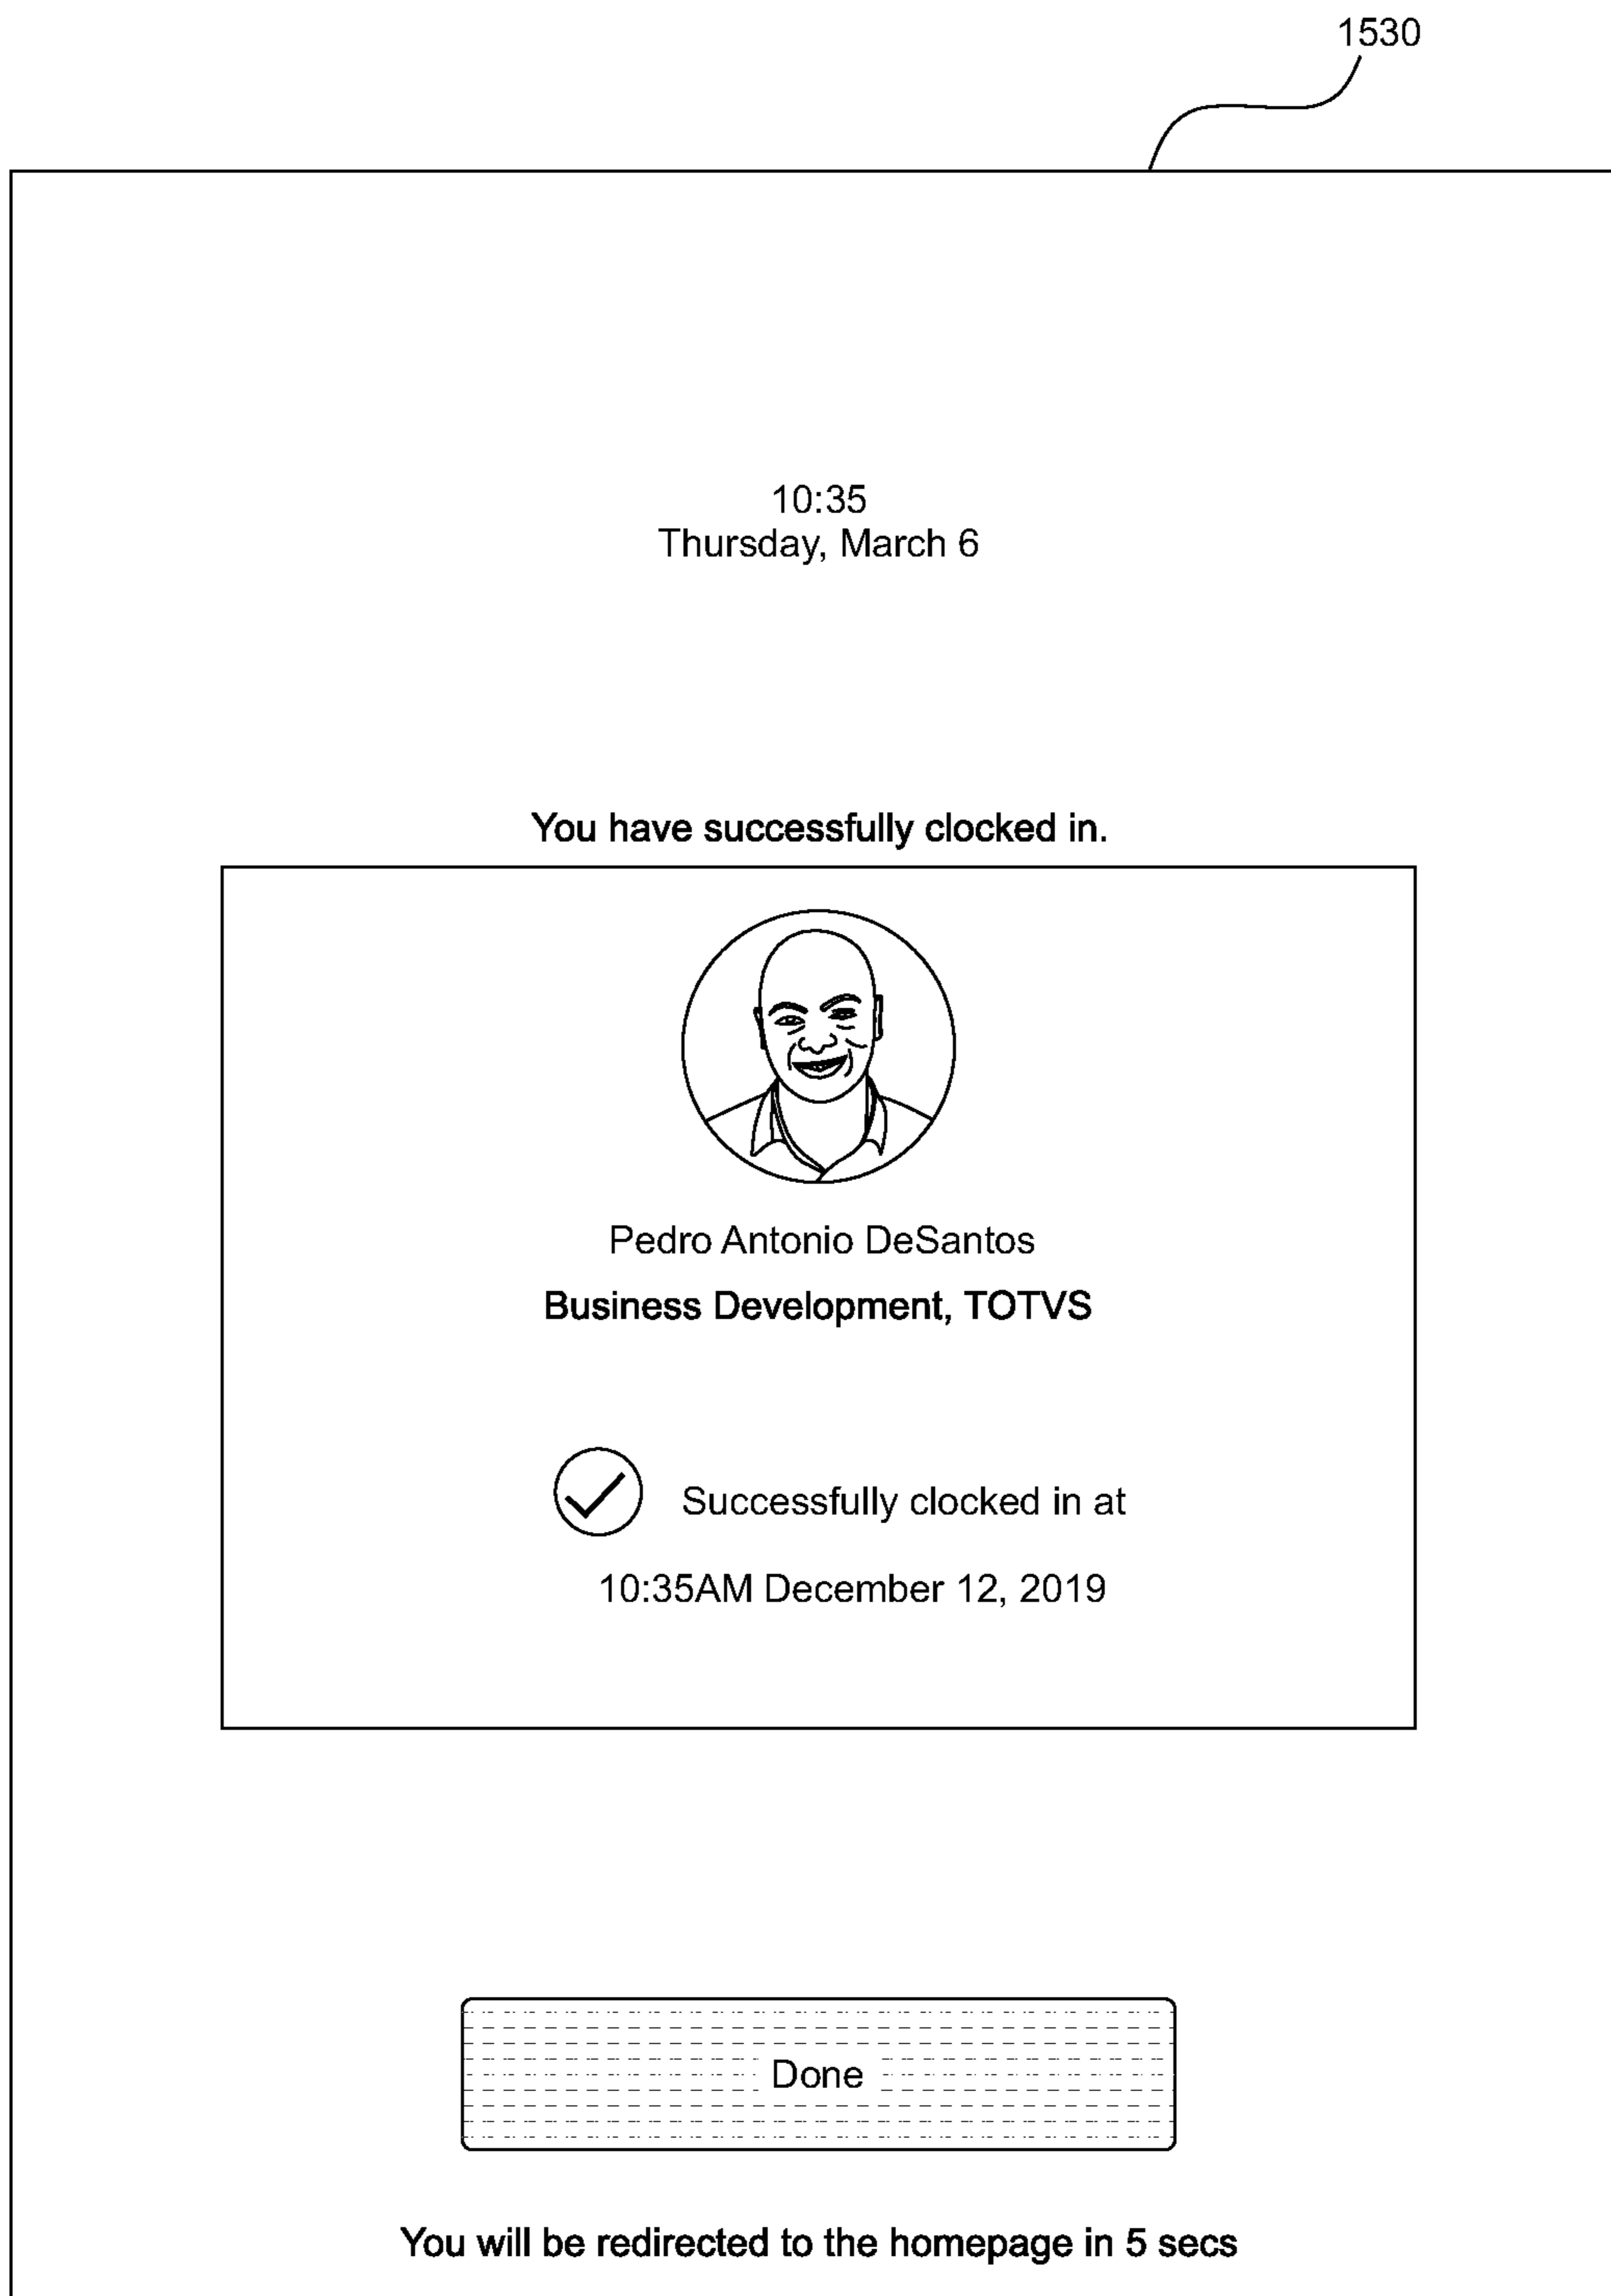 1530
10:35
Thursday, March 6
You have successfully clocked in.
Pedro Antonio DeSantos
Business Development, TOTVS
Successfully clocked in at
10:35AM December 12, 2019
Done
You will be redirected to the homepage in 5 secs